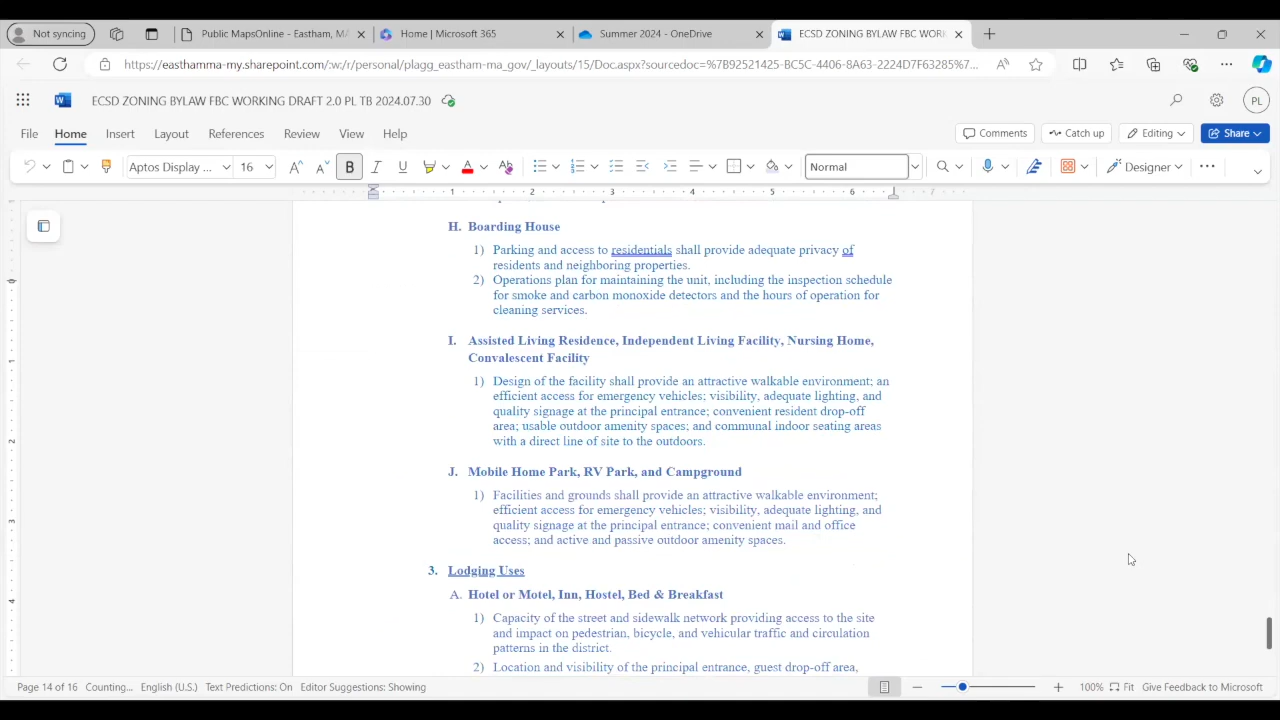 Not syncing
Public MapsOnline - Eastham, MA
Home | Microsoft 365
Summer 2024 - OneDrive
ECSD ZONING BYLAW FBC WORK
https://easthamma-my.sharepoint.com/:w:/r/personal/plagg_eastham-ma_gov/_layouts/15/Doc.aspx?sourcedoc=%7B92521425-BC5C-4406-8A63-2224D7F63285%7...
ECSD ZONING BYLAW FBC WORKING DRAFT 2.0 PL TB 2024.07.30
PL
File Home Insert Layout References Review View Help Comments Catch up Editing Share
Aptos Display ... 16 B I U A Normal Designer
1 2 3 4 5 6 7
H. Boarding House
1) Parking and access to residentials shall provide adequate privacy of
residents and neighboring properties.
2) Operations plan for maintaining the unit, including the inspection schedule
for smoke and carbon monoxide detectors and the hours of operation for
cleaning services.
I. Assisted Living Residence, Independent Living Facility, Nursing Home,
Convalescent Facility
1) Design of the facility shall provide an attractive walkable environment; an
efficient access for emergency vehicles; visibility, adequate lighting, and
quality signage at the principal entrance; convenient resident drop-off
area; usable outdoor amenity spaces; and communal indoor seating areas
with a direct line of site to the outdoors.
J. Mobile Home Park, RV Park, and Campground
1) Facilities and grounds shall provide an attractive walkable environment;
efficient access for emergency vehicles; visibility, adequate lighting, and
quality signage at the principal entrance; convenient mail and office
access; and active and passive outdoor amenity spaces.
3. Lodging Uses
A. Hotel or Motel, Inn, Hostel, Bed & Breakfast
1) Capacity of the street and sidewalk network providing access to the site
and impact on pedestrian, bicycle, and vehicular traffic and circulation
patterns in the district.
2) Location and visibility of the principal entrance, guest drop-off area,
Page 14 of 16 Counting... English (U.S.) Text Predictions: On Editor Suggestions: Showing 100% Fit Give Feedback to Microsoft